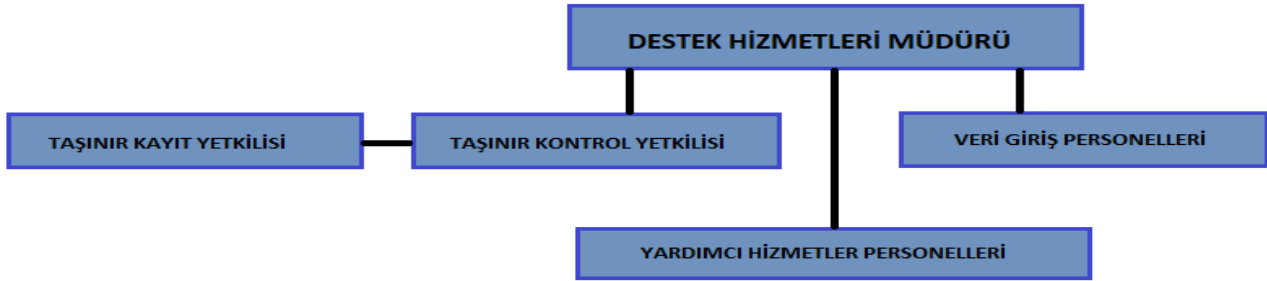 DESTEK HİZMETLERİ MÜDÜRÜ
TAŞINIR KAYIT YETKİLİSİ
TAŞINIR KONTROL YETKİLİSİ
VERİ GİRİŞ PERSONELLERİ
YARDIMCI HİZMETLER PERSONELLERİ